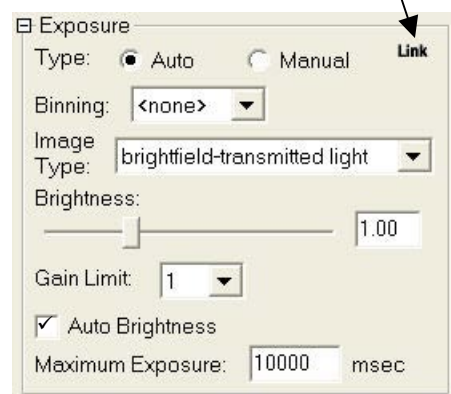 Exposure
Type: Auto Manual Link
Binning: <none>
Image Type: brightfield-transmitted light
Brightness:
1.00
Gain Limit: 1
Auto Brightness
Maximum Exposure: 10000 msec